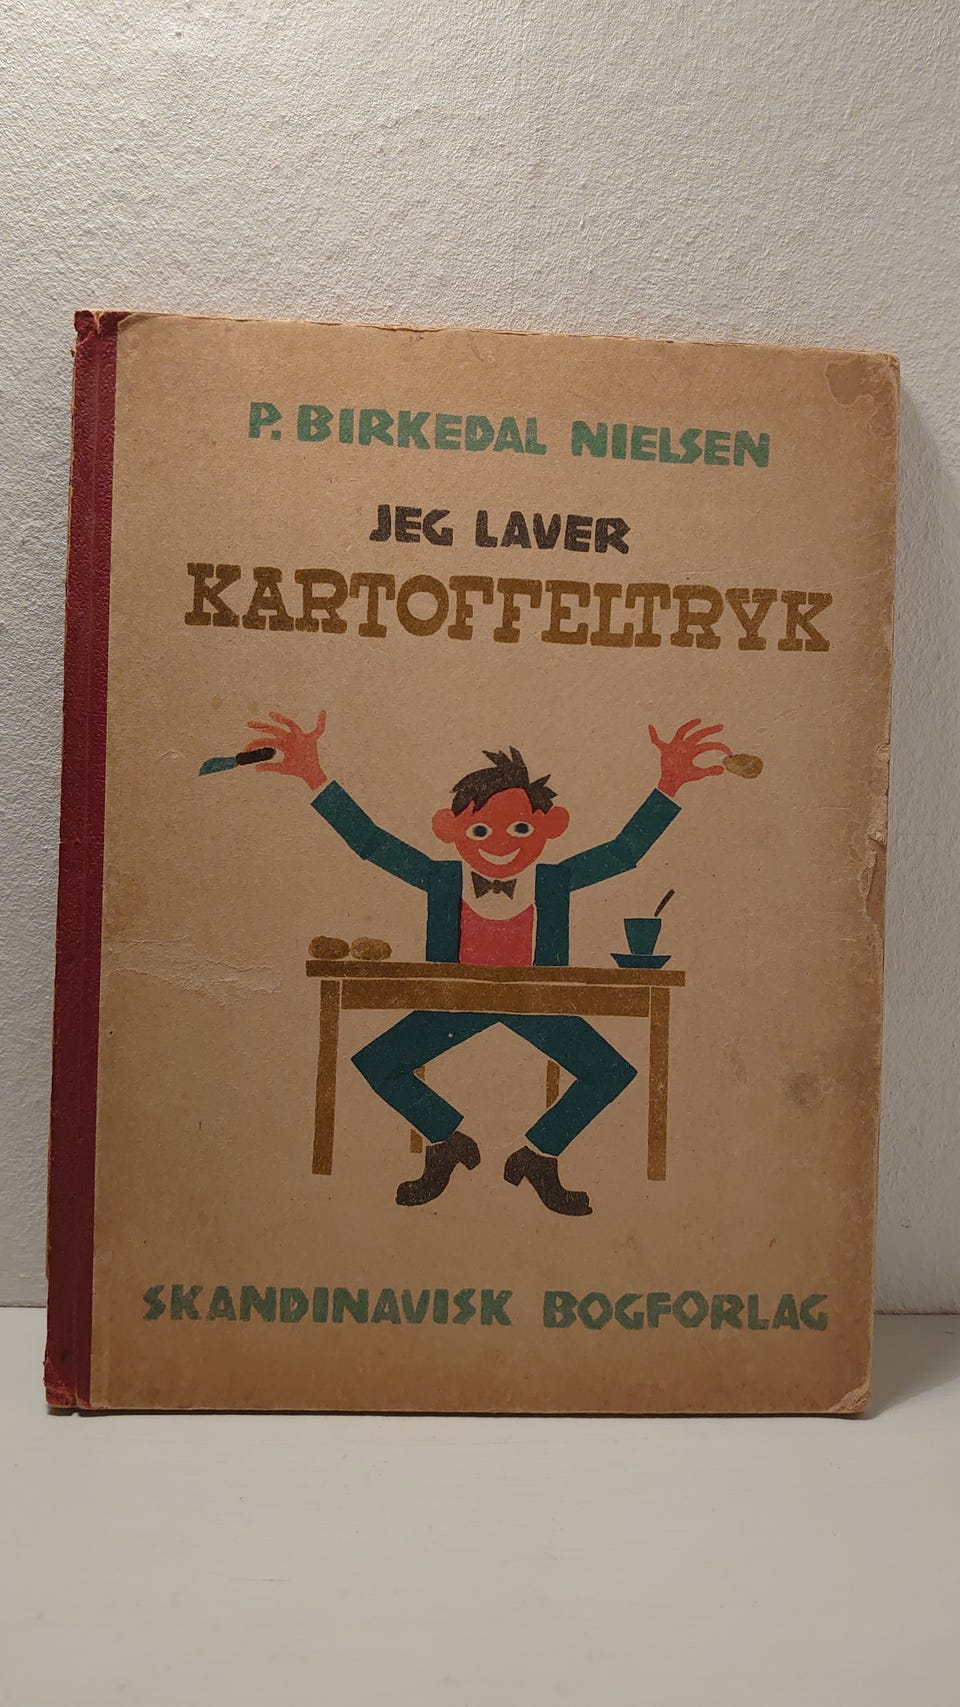 P. BIRKEDAL NIELSEN
JEG LAVER
KARTOFFELTRYK
SKANDINAVISK BOGFORLAG